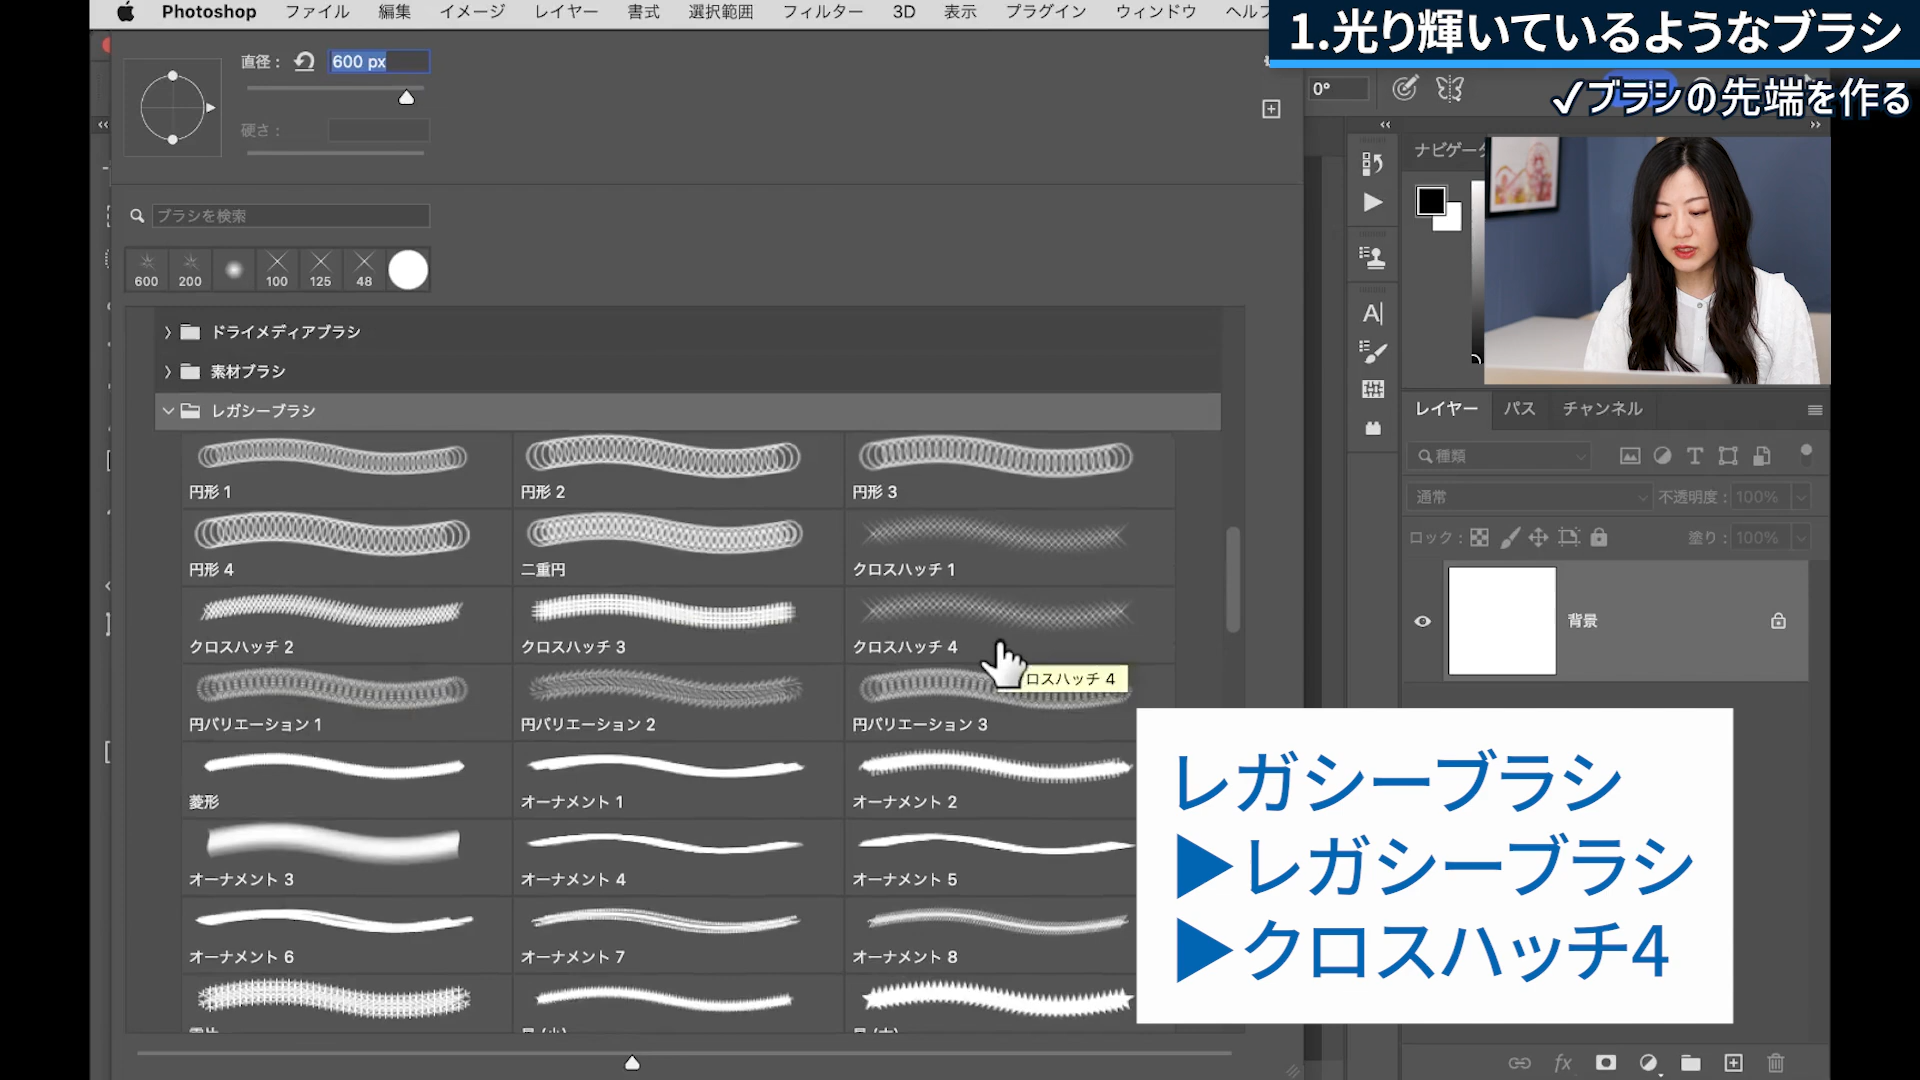 Photoshop ファイル 編集 イメージ レイヤー 書式 選択範囲 フィルター 3D 表示 プラグイン ウィンドウ ヘルプ
1.光り輝いているようなブラシ
✓ブラシの先端を作る
直径： 600 px
硬さ：
0°
ナビゲー
ブラシを検索
600 200 100 125 48
ドライメディアブラシ
素材ブラシ
レガシーブラシ
円形 1 円形 2 円形 3
円形 4 二重円 クロスハッチ 1
クロスハッチ 2 クロスハッチ 3 クロスハッチ 4
ロスハッチ 4
円バリエーション 1 円バリエーション 2 円バリエーション 3
菱形 オーナメント 1 オーナメント 2
オーナメント 3 オーナメント 4 オーナメント 5
オーナメント 6 オーナメント 7 オーナメント 8
レイヤー パス チャンネル
種類
通常 不透明度： 100%
ロック： 塗り： 100%
背景
fx
レガシーブラシ
▶レガシーブラシ
▶クロスハッチ4